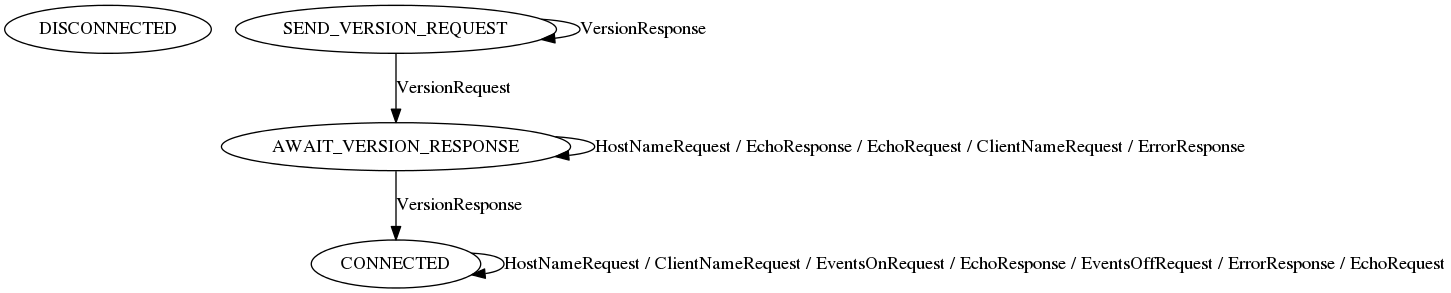 DISCONNECTED
SEND_VERSION_REQUEST
VersionResponse
VersionRequest
AWAIT_VERSION_RESPONSE
HostNameRequest / EchoResponse / EchoRequest / ClientNameRequest / ErrorResponse
VersionResponse
CONNECTED
HostNameRequest / ClientNameRequest / EventsOnRequest / EchoResponse / EventsOffRequest / ErrorResponse / EchoRequest